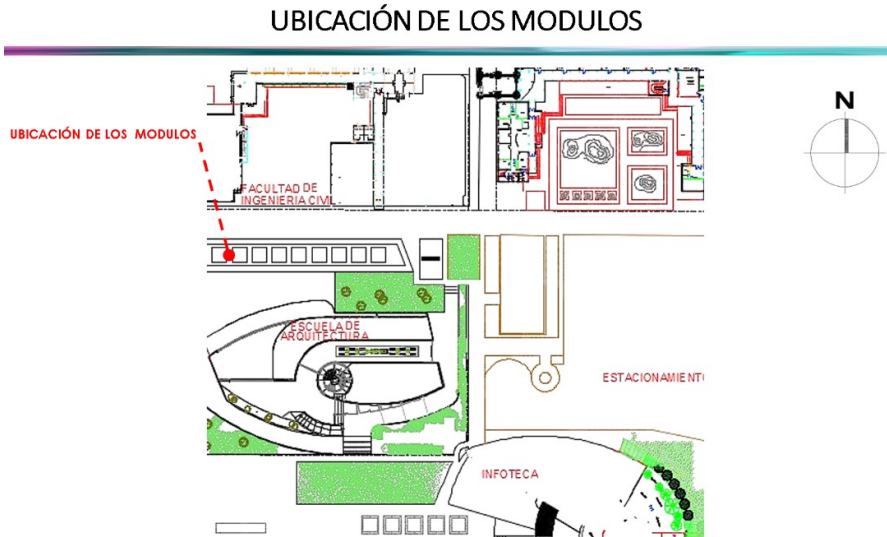 UBICACIÓN DE LOS MODULOS
N
UBICACIÓN DE LOS MODULOS
FACULTAD DE
INGENIERIA CIVIL
ESCUELA DE
ARQUITECTURA
ESTACIONAMIENTO
INFOTECA